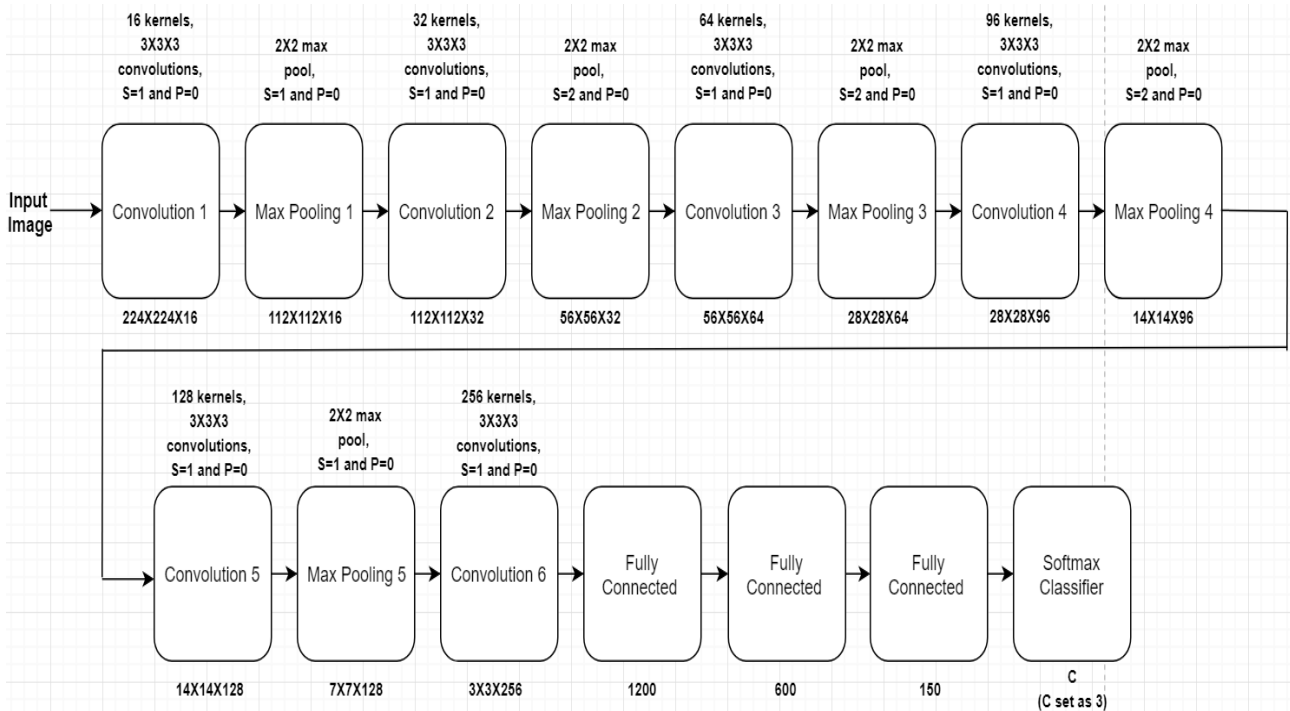 16 kernels,
3X3X3
convolutions,
S=1 and P=0
2X2 max
pool,
S=1 and P=0
32 kernels,
3X3X3
convolutions,
S=1 and P=0
2X2 max
pool,
S=2 and P=0
64 kernels,
3X3X3
convolutions,
S=1 and P=0
2X2 max
pool,
S=2 and P=0
96 kernels,
3X3X3
convolutions,
S=1 and P=0
2X2 max
pool,
S=2 and P=0
Input
Image
Convolution 1
Max Pooling 1
Convolution 2
Max Pooling 2
Convolution 3
Max Pooling 3
Convolution 4
Max Pooling 4
224X224X16
112X112X16
112X112X32
56X56X32
56X56X64
28X28X64
28X28X96
14X14X96
128 kernels,
3X3X3
convolutions,
S=1 and P=0
2X2 max
pool,
S=1 and P=0
256 kernels,
3X3X3
convolutions,
S=1 and P=0
Convolution 5
Max Pooling 5
Convolution 6
Fully
Connected
Fully
Connected
Fully
Connected
Softmax
Classifier
14X14X128
7X7X128
3X3X256
1200
600
150
C
(C set as 3)